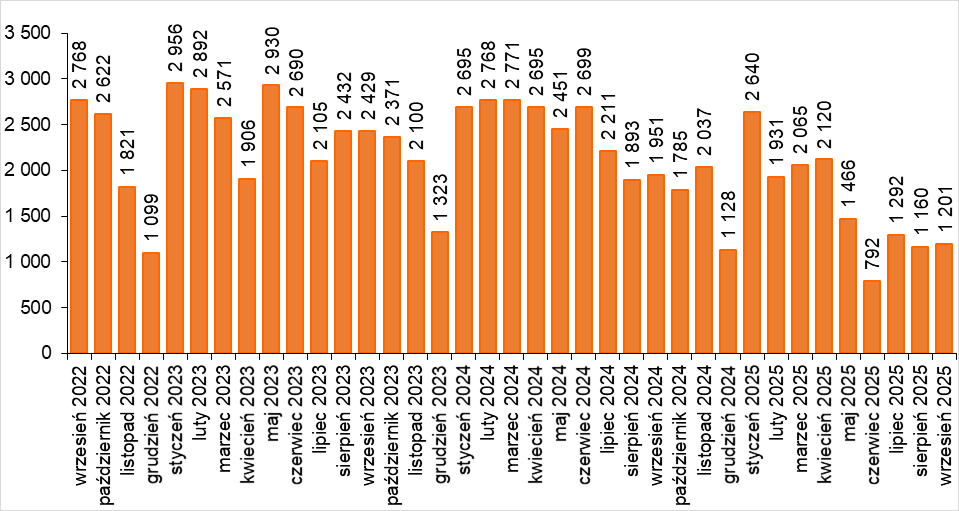 3 500
3 000
2 500
2 000
1 500
1 000
500
0
2 768
2 622
1 821
1 099
2 956
2 892
2 571
1 906
2 930
2 690
2 105
2 432
2 429
2 371
2 100
1 323
2 695
2 768
2 771
2 695
2 451
2 699
2 211
1 893
1 951
1 785
2 037
1 128
2 640
1 931
2 065
2 120
1 466
792
1 292
1 160
1 201
wrzesień 2022
październik 2022
listopad 2022
grudzień 2022
styczeń 2023
luty 2023
marzec 2023
kwiecień 2023
maj 2023
czerwiec 2023
lipiec 2023
sierpień 2023
wrzesień 2023
październik 2023
listopad 2023
grudzień 2023
styczeń 2024
luty 2024
marzec 2024
kwiecień 2024
maj 2024
czerwiec 2024
lipiec 2024
sierpień 2024
wrzesień 2024
październik 2024
listopad 2024
grudzień 2024
styczeń 2025
luty 2025
marzec 2025
kwiecień 2025
maj 2025
czerwiec 2025
lipiec 2025
sierpień 2025
wrzesień 2025